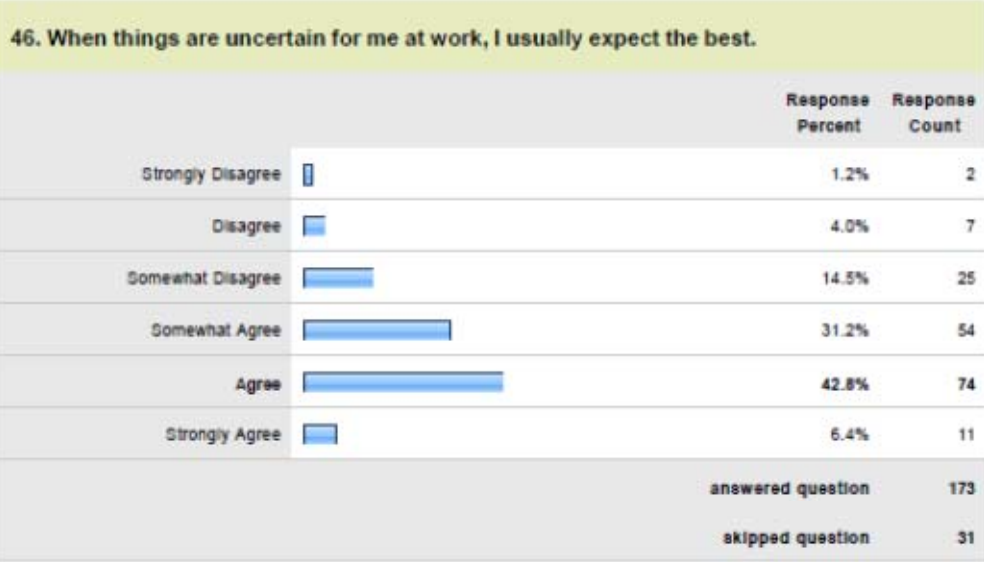 46. When things are uncertain for me at work, I usually expect the best.
Response Percent Response Count
Strongly Disagree 1.2% 2
Disagree 4.0% 7
Somewhat Disagree 14.5% 25
Somewhat Agree 31.2% 54
Agree 42.8% 74
Strongly Agree 6.4% 11
answered question 173
skipped question 31